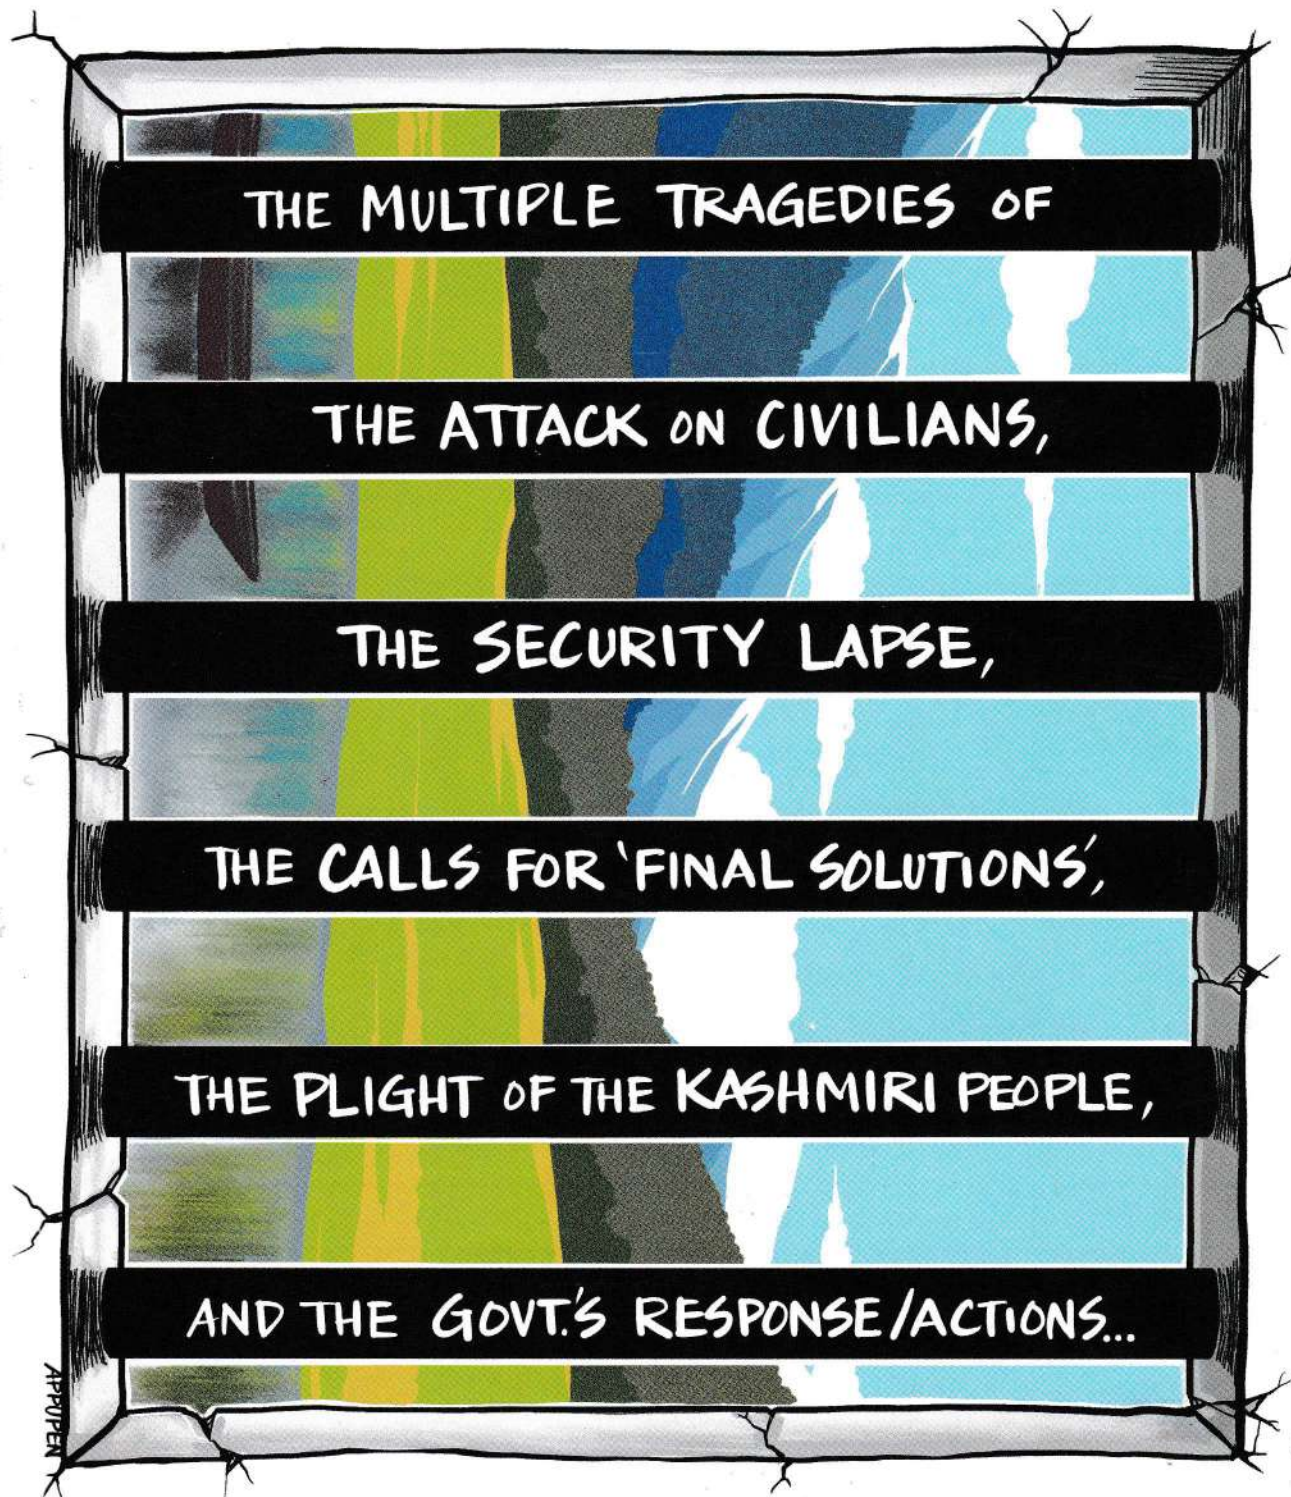 THE MULTIPLE TRAGEDIES OF
THE ATTACK ON CIVILIANS,
THE SECURITY LAPSE,
THE CALLS FOR 'FINAL SOLUTIONS',
THE PLIGHT OF THE KASHMIRI PEOPLE,
AND THE GOVT.'S RESPONSE/ACTIONS...
APPUPEN